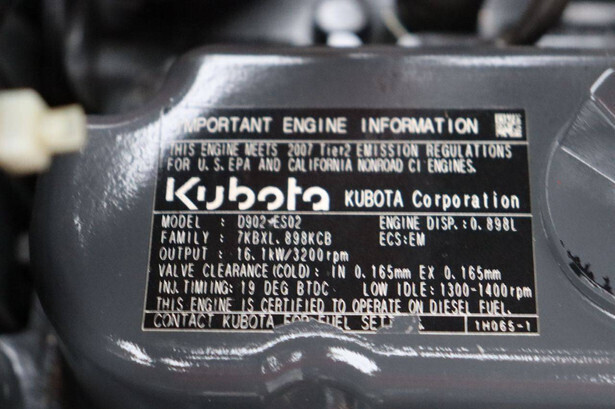 IMPORTANT ENGINE INFORMATION
THIS ENGINE MEETS 2007 Tier2 EMISSION REGULATIONS
FOR U.S. EPA AND CALIFORNIA NONROAD CI ENGINES.
Kubota KUBOTA Corporation
MODEL : D902-ES02 ENGINE DISP.:0.898L
FAMILY : 7KBXL.898KCB ECS:EM
OUTPUT : 16.1kW/3200rpm
VALVE CLEARANCE(COLD): IN 0.165mm EX 0.165mm
INJ.TIMIING: 19 DEG BTDC LOW IDLE:1300-1400rpm
THIS ENGINE IS CERTIFIED TO OPERATE ON DIESEL FUEL.
CONTACT KUBOTA FOR FUEL SETT 1H065-1